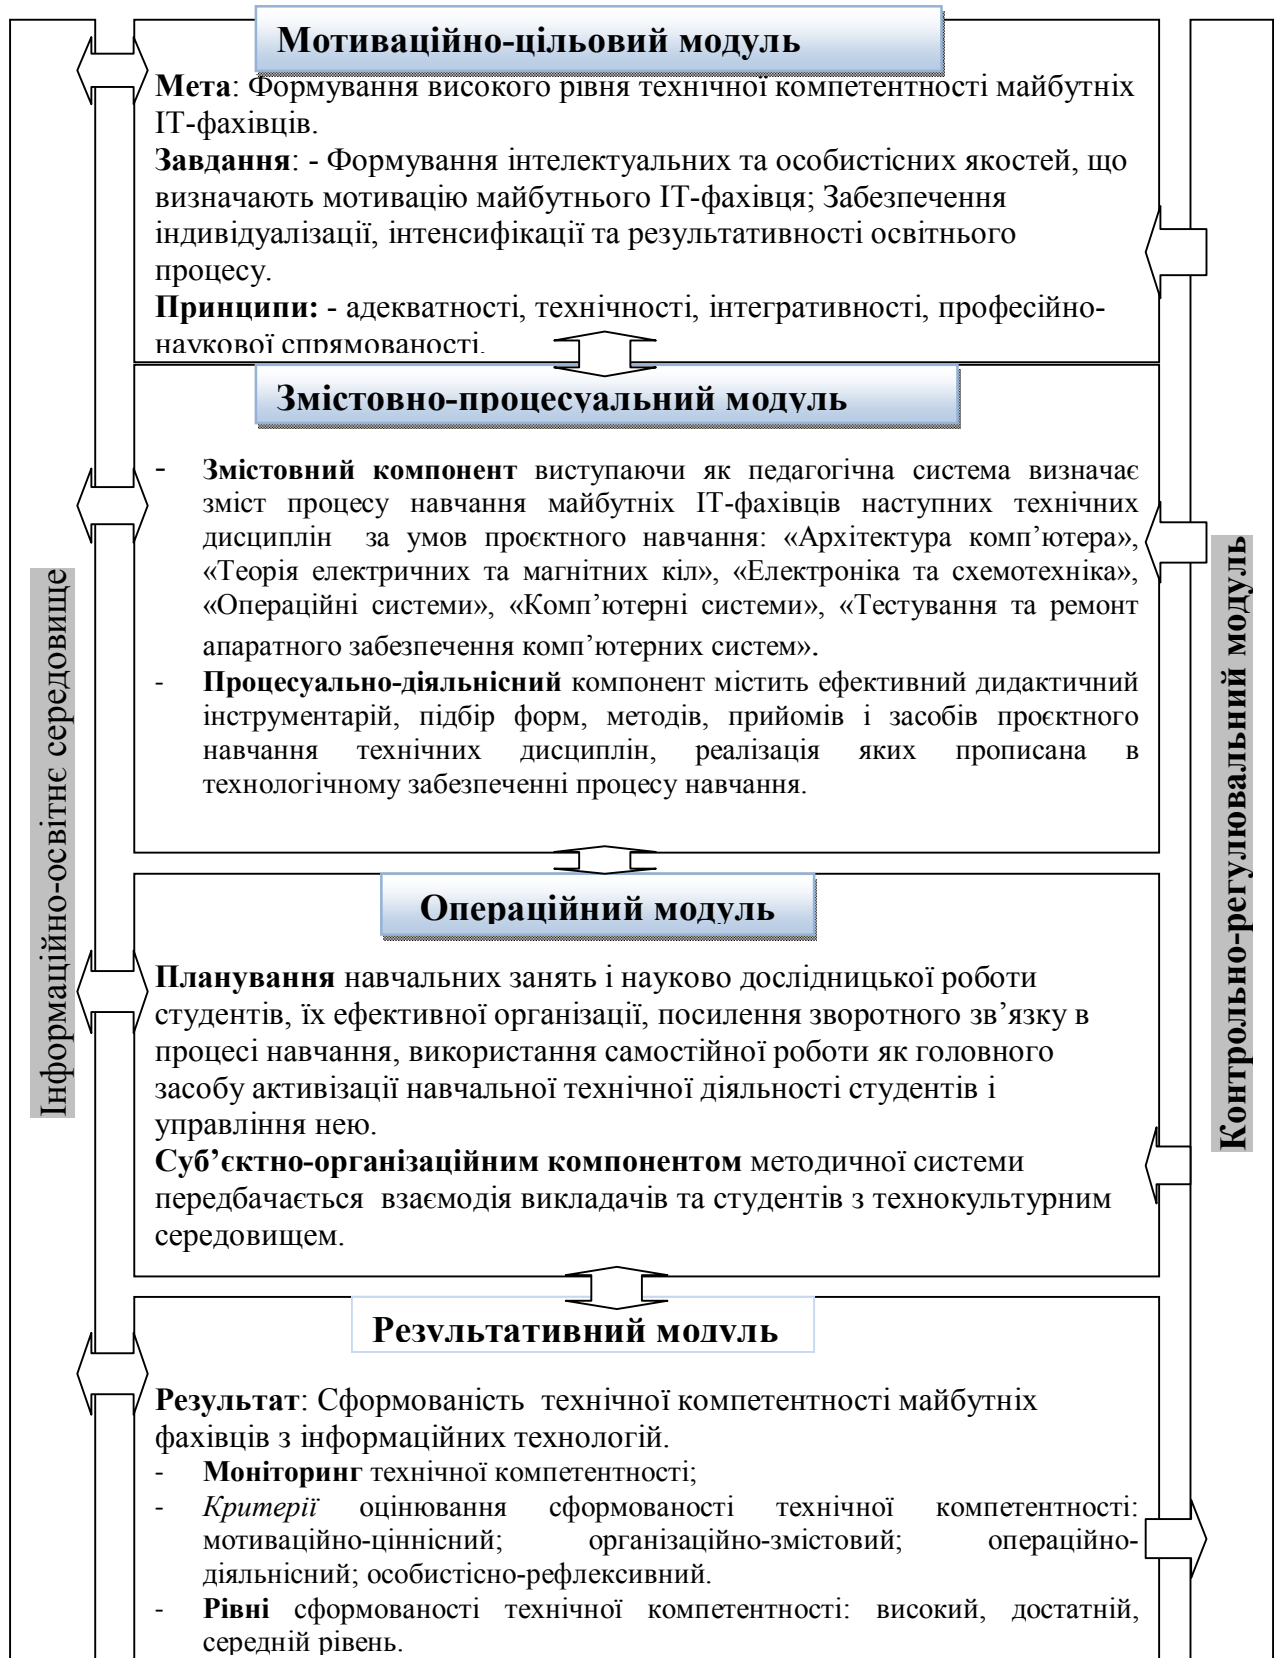 Мотиваційно-цільовий модуль
Мета: Формування високого рівня технічної компетентності майбутніх
ІТ-фахівців.
Завдання: - Формування інтелектуальних та особистісних якостей, що
визначають мотивацію майбутнього ІТ-фахівця; Забезпечення
індивідуалізації, інтенсифікації та результативності освітнього
процесу.
Принципи: - адекватності, технічності, інтегративності, професійно-
наукової спрямованості.
Змістовно-процесуальний модуль
- Змістовний компонент виступаючи як педагогічна система визначає
зміст процесу навчання майбутніх ІТ-фахівців наступних технічних
дисциплін за умов проєктного навчання: «Архітектура комп’ютера»,
«Теорія електричних та магнітних кіл», «Електроніка та схемотехніка»,
«Операційні системи», «Комп’ютерні системи», «Тестування та ремонт
апаратного забезпечення комп’ютерних систем».
- Процесуально-діяльнісний компонент містить ефективний дидактичний
інструментарій, підбір форм, методів, прийомів і засобів проєктного
навчання технічних дисциплін, реалізація яких прописана в
технологічному забезпеченні процесу навчання.
Операційний модуль
Планування навчальних занять і науково дослідницької роботи
студентів, їх ефективної організації, посилення зворотного зв’язку в
процесі навчання, використання самостійної роботи як головного
засобу активізації навчальної технічної діяльності студентів і
управління нею.
Суб’єктно-організаційним компонентом методичної системи
передбачається взаємодія викладачів та студентів з технокультурним
середовищем.
Результативний модуль
Результат: Сформованість технічної компетентності майбутніх
фахівців з інформаційних технологій.
- Моніторинг технічної компетентності;
- Критерії оцінювання сформованості технічної компетентності:
мотиваційно-ціннісний; організаційно-змістовий; операційно-
діяльнісний; особистісно-рефлексивний.
- Рівні сформованості технічної компетентності: високий, достатній,
середній рівень.
Інформаційно-освітнє середовище
Контрольно-регулювальний модуль